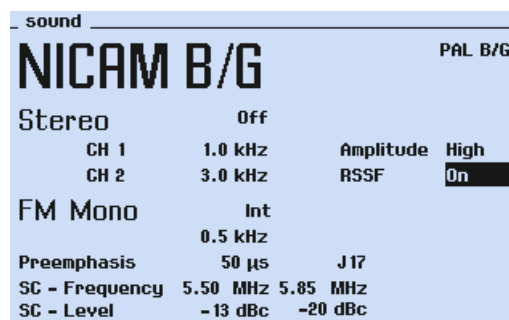 sound
NICAM B/G PAL B/G
Stereo Off
CH 1 1.0 kHz Amplitude High
CH 2 3.0 kHz RSSF On
FM Mono Int
0.5 kHz
Preemphasis 50 µs J17
SC - Frequency 5.50 MHz 5.85 MHz
SC - Level -13 dBc -20 dBc